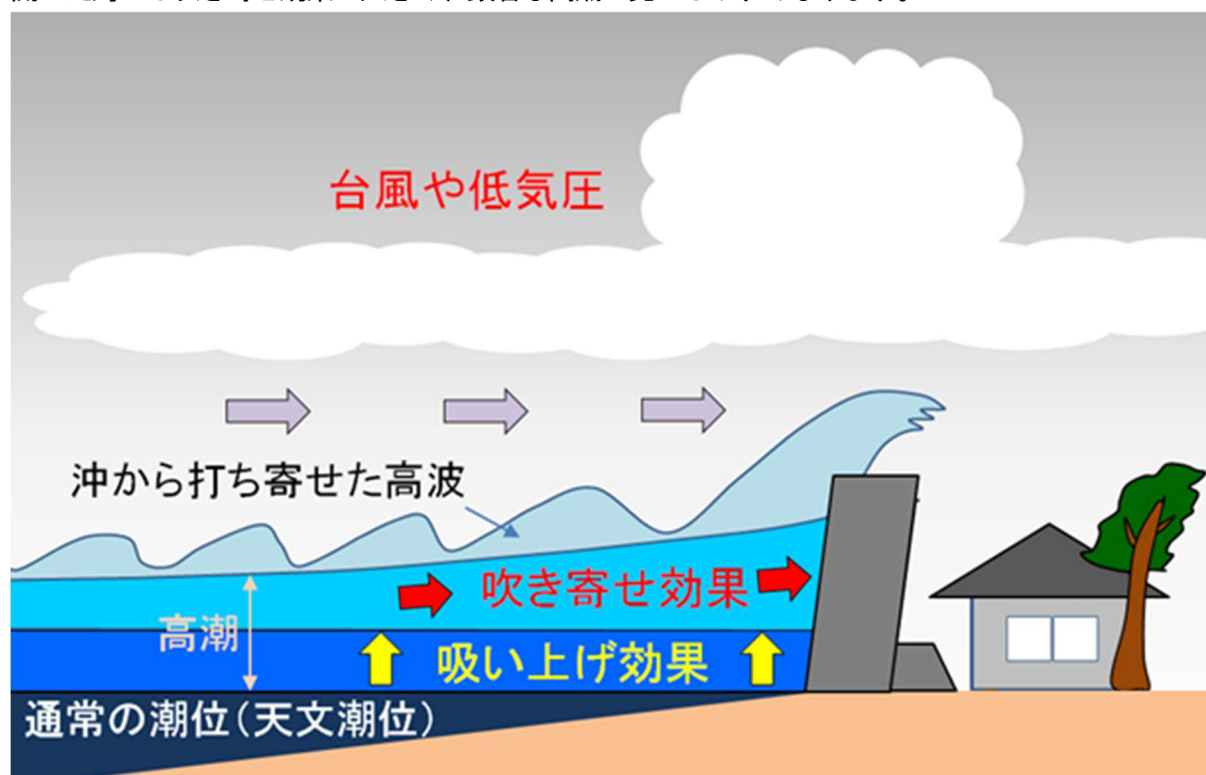 台風や低気圧
沖から打ち寄せた高波
吹き寄せ効果
高潮
吸い上げ効果
通常の潮位(天文潮位)